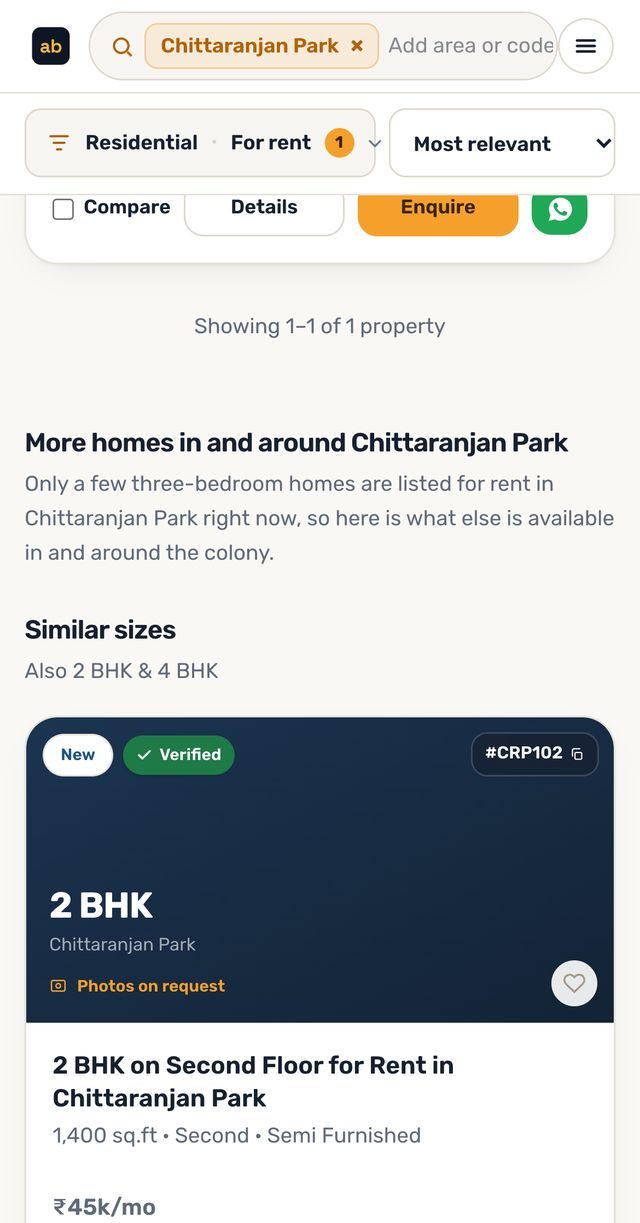 ab
Chittaranjan Park ×
Add area or code
Residential · For rent 1
Most relevant
Compare
Details
Enquire
Showing 1–1 of 1 property
More homes in and around Chittaranjan Park
Only a few three-bedroom homes are listed for rent in
Chittaranjan Park right now, so here is what else is available
in and around the colony.
Similar sizes
Also 2 BHK & 4 BHK
New
Verified
#CRP102
2 BHK
Chittaranjan Park
Photos on request
2 BHK on Second Floor for Rent in
Chittaranjan Park
1,400 sq.ft • Second • Semi Furnished
₹45k/mo